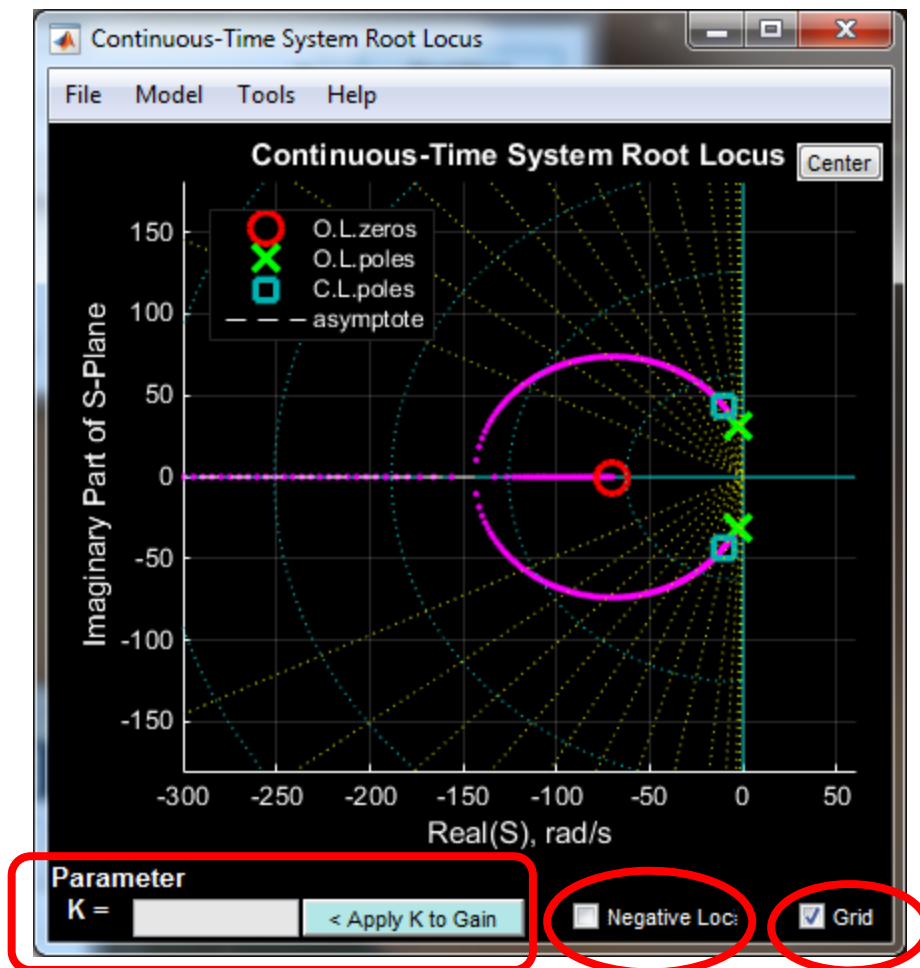 Continuous-Time System Root Locus
File Model Tools Help
Continuous-Time System Root Locus
Center
O.L.zeros
O.L.poles
C.L.poles
asymptote
Imaginary Part of S-Plane
150
100
50
0
-50
-100
-150
-300 -250 -200 -150 -100 -50 0 50
Real(S), rad/s
Parameter
K =
< Apply K to Gain
Negative Loc
Grid